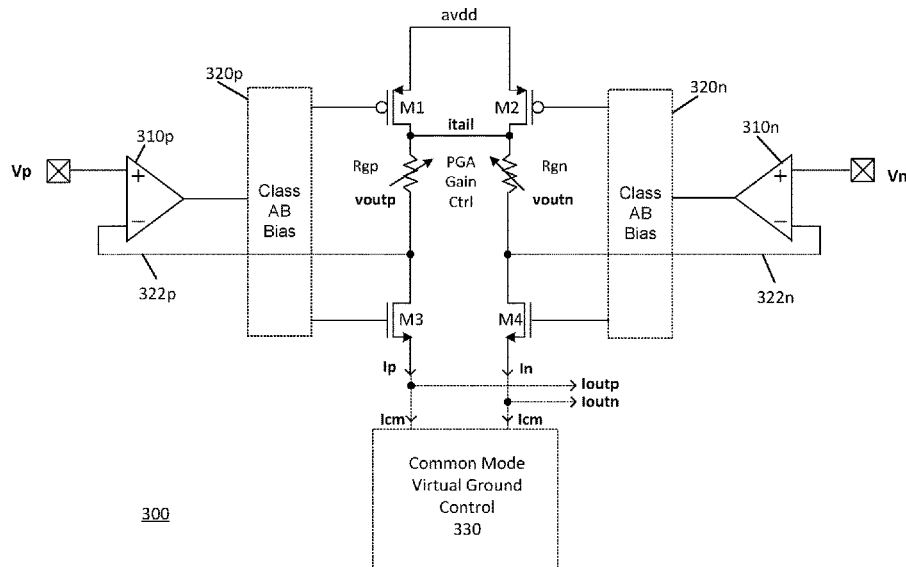 avdd
320p
320n
310p
M1
M2
310n
itail
Vp
+
Rgp
PGA
Gain
Ctrl
Rgn
+
Vn
voutp
voutn
Class
AB
Bias
Class
AB
Bias
−
−
322p
322n
M3
M4
Ip
In
Ioutp
Ioutn
Icm
Icm
Common Mode
Virtual Ground
Control
330
300